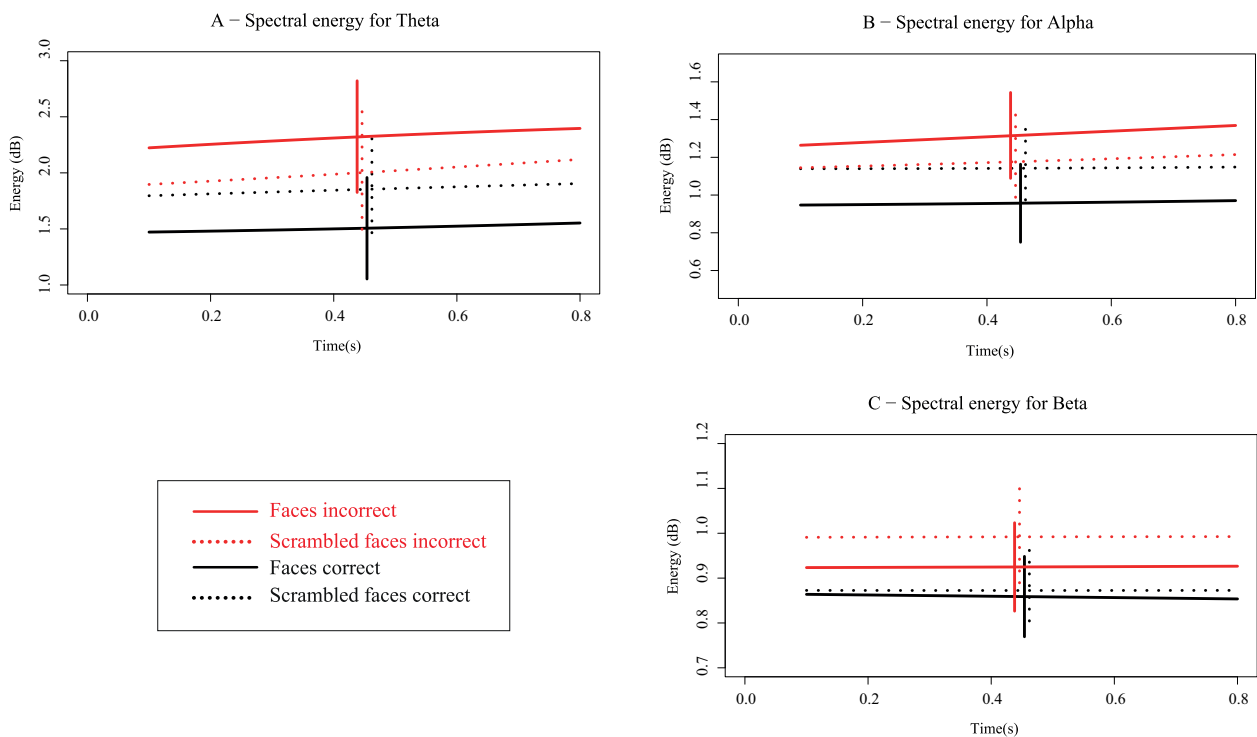 A − Spectral energy for Theta
Energy (dB)
3.0
2.5
2.0
1.5
1.0
0.0 0.2 0.4 0.6 0.8
Time(s)
B − Spectral energy for Alpha
Energy (dB)
1.6
1.4
1.2
1.0
0.8
0.6
0.0 0.2 0.4 0.6 0.8
Time(s)
Faces incorrect
Scrambled faces incorrect
Faces correct
Scrambled faces correct
C − Spectral energy for Beta
Energy (dB)
1.2
1.1
1.0
0.9
0.8
0.7
0.0 0.2 0.4 0.6 0.8
Time(s)